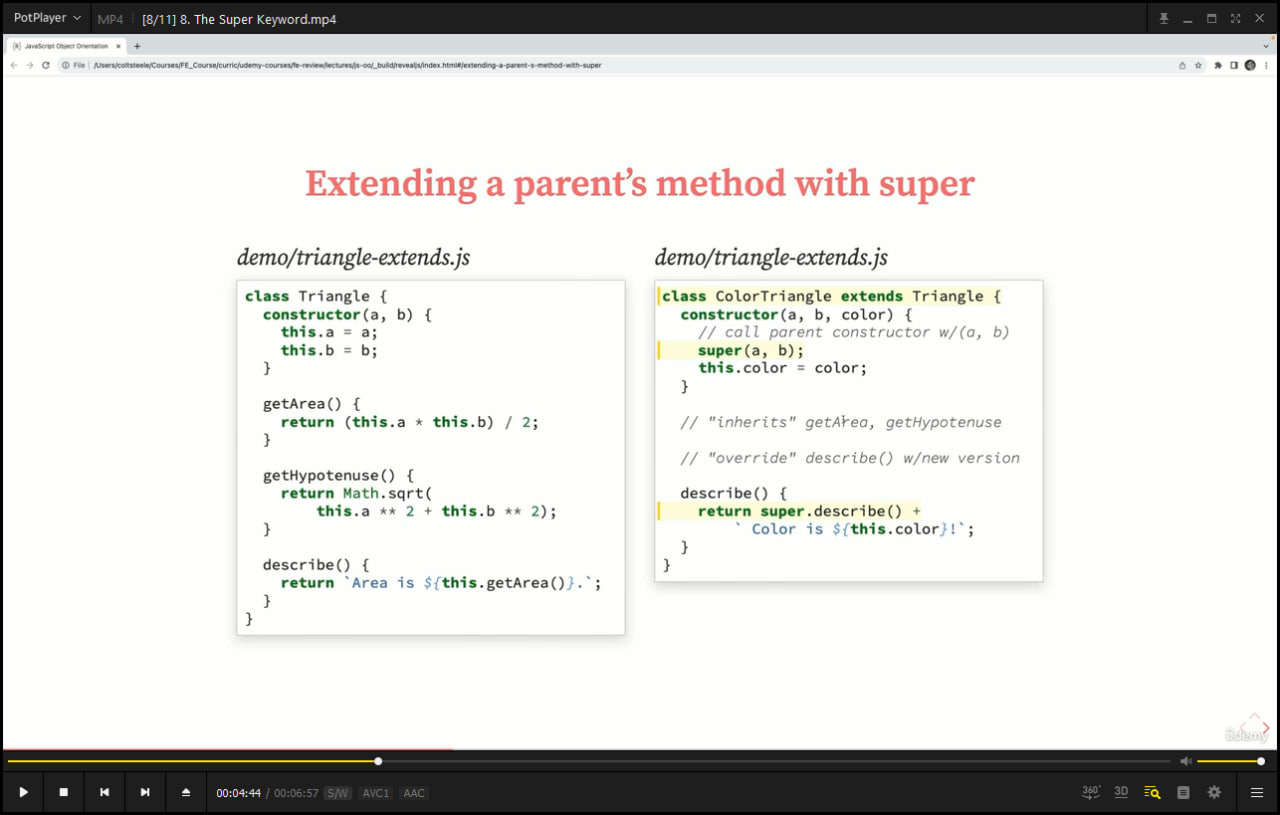 PotPlayer MP4 [8/11] 8. The Super Keyword.mp4
JavaScript Object Orientation
File /Users/coltsteele/Courses/FE_Course/curric/udemy-courses/fe-review/lectures/js-oo/_build/revealjs/index.html#/extending-a-parent-s-method-with-super
Extending a parent’s method with super
demo/triangle-extends.js
class Triangle {
constructor(a, b) {
this.a = a;
this.b = b;
}
getArea() {
return (this.a * this.b) / 2;
}
getHypotenuse() {
return Math.sqrt(
this.a ** 2 + this.b ** 2);
}
describe() {
return `Area is ${this.getArea()}.`;
}
}
demo/triangle-extends.js
class ColorTriangle extends Triangle {
constructor(a, b, color) {
// call parent constructor w/(a, b)
super(a, b);
this.color = color;
}
// "inherits" getArea, getHypotenuse
// "override" describe() w/new version
describe() {
return super.describe() +
` Color is ${this.color}!`;
}
}
ûdemy
00:04:44 / 00:06:57 S/W AVC1 AAC
360° 3D